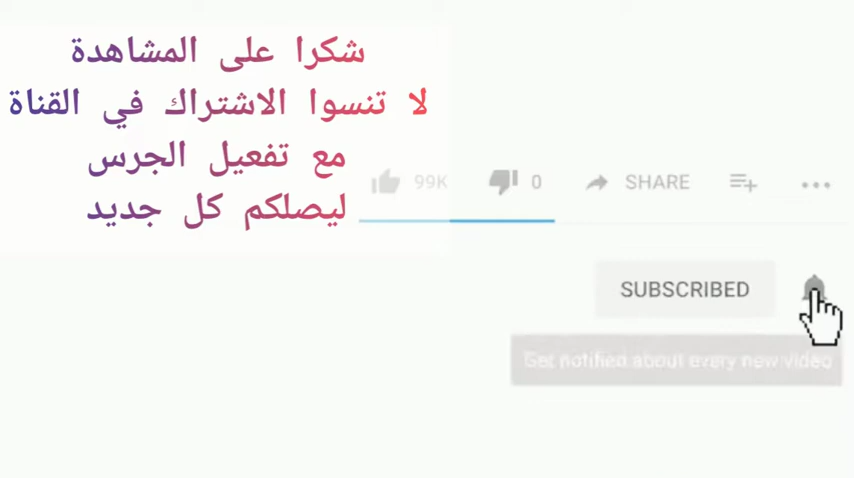 شكرا على المشاهدة
لا تنسوا الاشتراك في القناة
مع تفعيل الجرس
ليصلكم كل جديد
99K 0 SHARE
SUBSCRIBED
Get notified about every new video